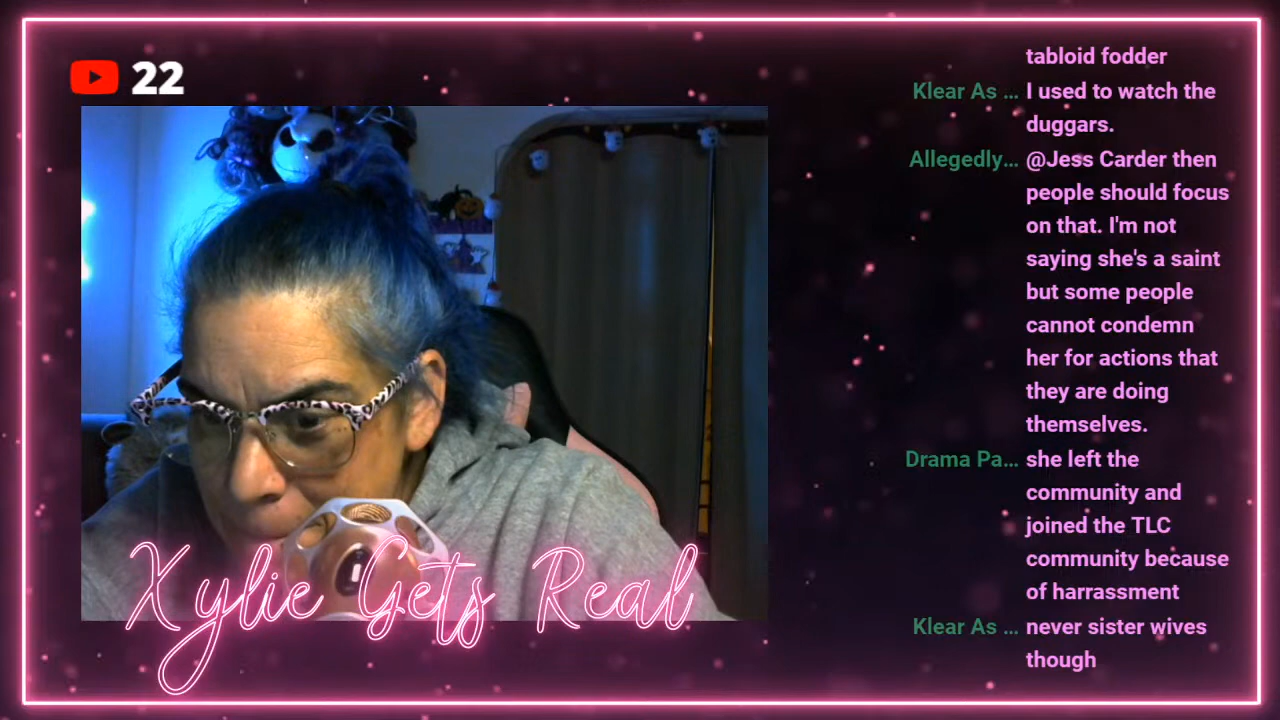 22
tabloid fodder
Klear As ... I used to watch the
duggars.
Allegedly... @Jess Carder then
people should focus
on that. I'm not
saying she's a saint
but some people
cannot condemn
her for actions that
they are doing
themselves.
Drama Pa... she left the
community and
joined the TLC
community because
of harrassment
Klear As ... never sister wives
though
Xylie Gets Real